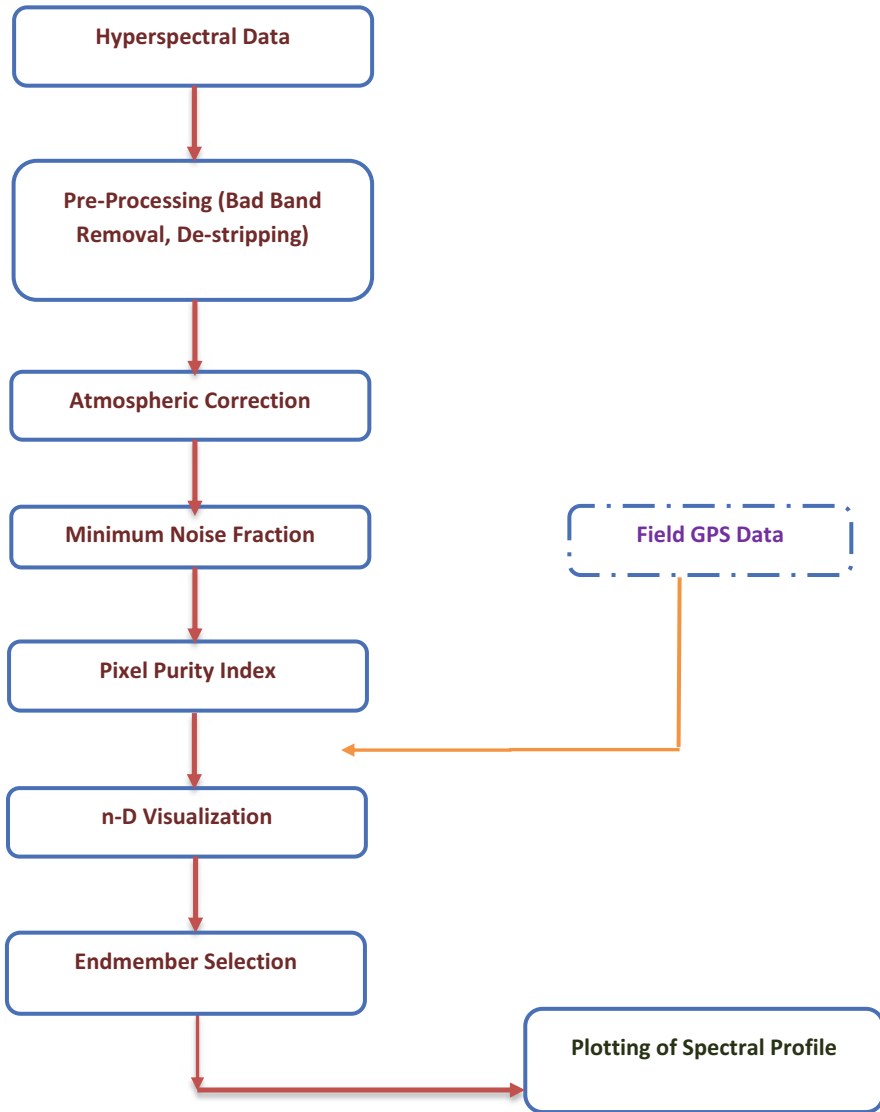 Hyperspectral Data
Pre-Processing (Bad Band
Removal, De-stripping)
Atmospheric Correction
Minimum Noise Fraction
Field GPS Data
Pixel Purity Index
n-D Visualization
Endmember Selection
Plotting of Spectral Profile